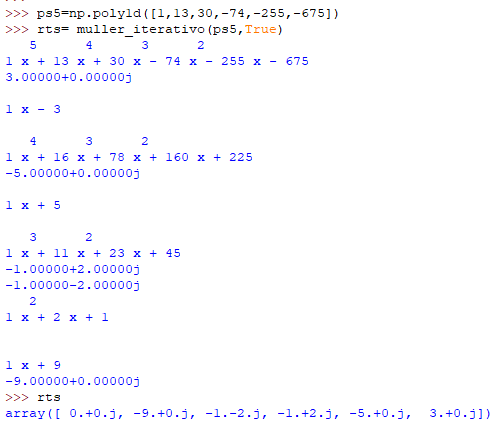 >>> ps5=np.poly1d([1,13,30,-74,-255,-675])
>>> rts= muller_iterativo(ps5,True)
5 4 3 2
1 x + 13 x + 30 x - 74 x - 255 x - 675
3.00000+0.00000j
1 x - 3
4 3 2
1 x + 16 x + 78 x + 160 x + 225
-5.00000+0.00000j
1 x + 5
3 2
1 x + 11 x + 23 x + 45
-1.00000+2.00000j
-1.00000-2.00000j
2
1 x + 2 x + 1
1 x + 9
-9.00000+0.00000j
>>> rts
array([ 0.+0.j, -9.+0.j, -1.-2.j, -1.+2.j, -5.+0.j, 3.+0.j])